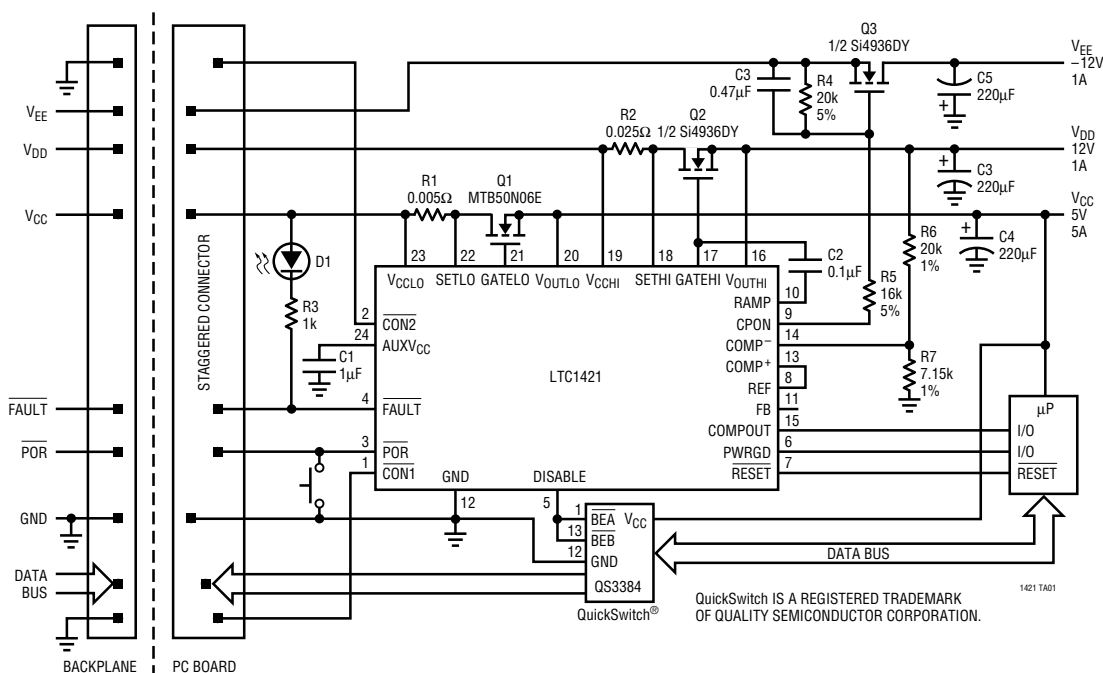 Q3
1/2 Si4936DY
VEE
–12V
1A
C3
0.47µF
R4
20k
5%
C5
220µF
+
VEE
R2
0.025Ω
Q2
1/2 Si4936DY
VDD
12V
1A
VDD
+
C3
220µF
R1
0.005Ω
Q1
MTB50N06E
VCC
5V
5A
VCC
STAGGERED CONNECTOR
D1
R3
1k
23
22
21
20
19
18
17
16
VCCLO
SETLO
GATELO
VOUTLO
VCCHI
SETHI
GATEHI
VOUTHI
C2
0.1µF
R6
20k
1%
+
C4
220µF
R5
16k
5%
2
CON2
24
AUXVCC
C1
1µF
LTC1421
RAMP
10
CPON
9
COMP–
14
COMP+
13
REF
8
FB
11
COMPOUT
15
PWRGD
6
RESET
7
R7
7.15k
1%
µP
I/O
I/O
RESET
FAULT
4
FAULT
POR
3
POR
1
CON1
GND
12
DISABLE
5
GND
1
BEA
VCC
13
BEB
12
GND
QS3384
QuickSwitch®
DATA BUS
DATA
BUS
1421 TA01
QuickSwitch IS A REGISTERED TRADEMARK
OF QUALITY SEMICONDUCTOR CORPORATION.
BACKPLANE
PC BOARD